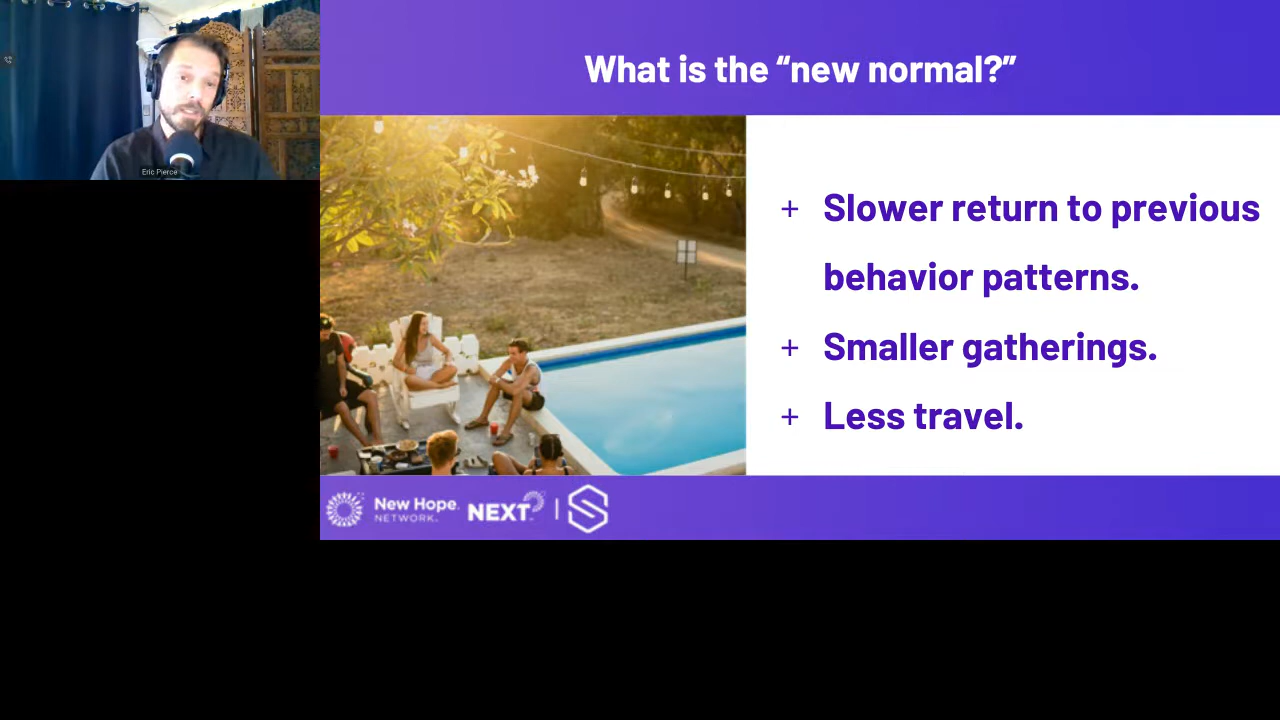 Eric Pierce
What is the “new normal?”
+ Slower return to previous
behavior patterns.
+ Smaller gatherings.
+ Less travel.
New Hope.
NETWORK
NEXT